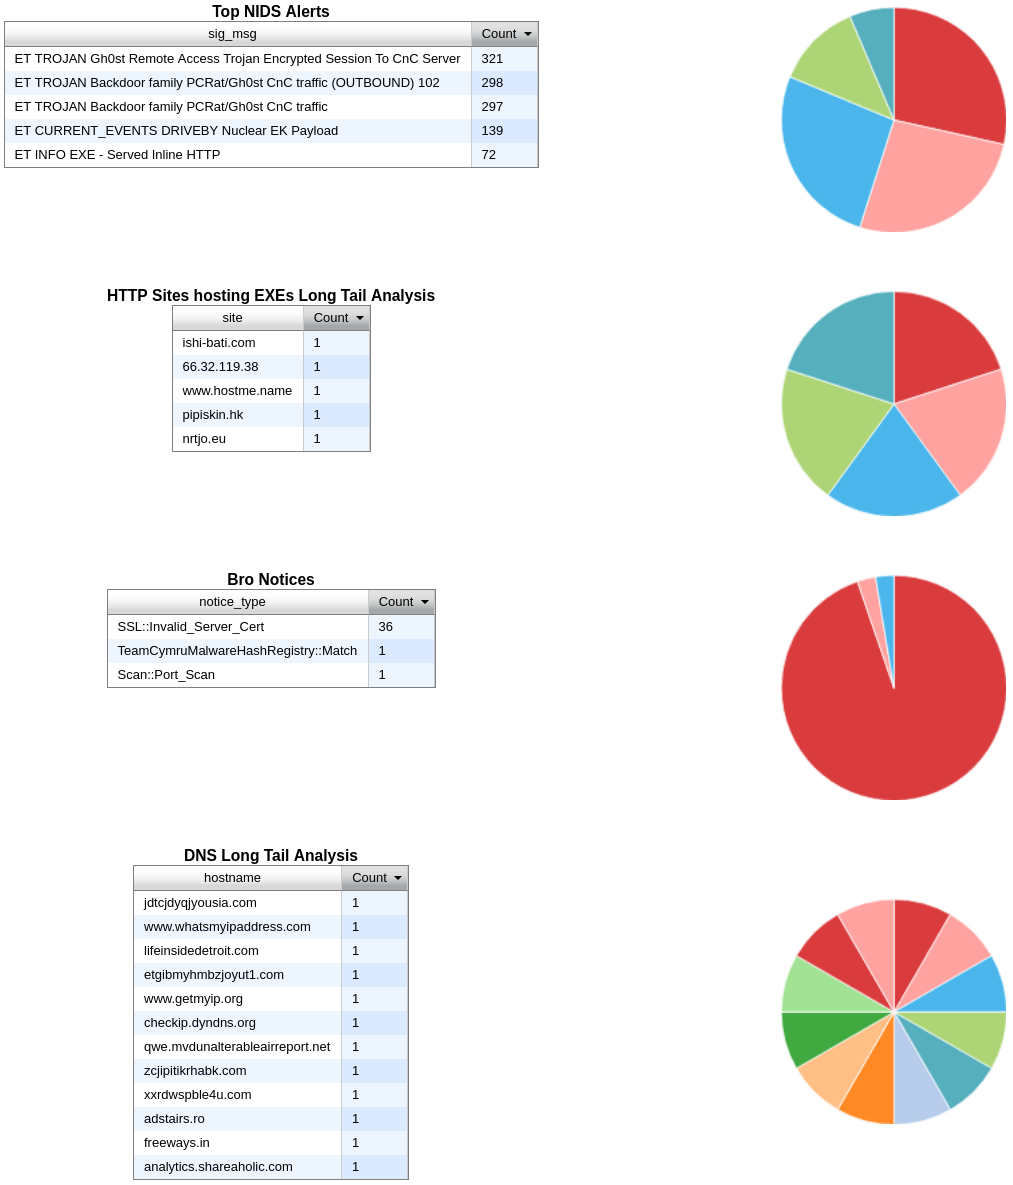 Top NIDS Alerts
sig_msg Count
ET TROJAN Gh0st Remote Access Trojan Encrypted Session To CnC Server 321
ET TROJAN Backdoor family PCRat/Gh0st CnC traffic (OUTBOUND) 102 298
ET TROJAN Backdoor family PCRat/Gh0st CnC traffic 297
ET CURRENT_EVENTS DRIVEBY Nuclear EK Payload 139
ET INFO EXE - Served Inline HTTP 72
HTTP Sites hosting EXEs Long Tail Analysis
site Count
ishi-bati.com 1
66.32.119.38 1
www.hostme.name 1
pipiskin.hk 1
nrtjo.eu 1
Bro Notices
notice_type Count
SSL::Invalid_Server_Cert 36
TeamCymruMalwareHashRegistry::Match 1
Scan::Port_Scan 1
DNS Long Tail Analysis
hostname Count
jdtcjdyqjyousia.com 1
www.whatsmyipaddress.com 1
lifeinsidedetroit.com 1
etgibmyhmbzjoyut1.com 1
www.getmyip.org 1
checkip.dyndns.org 1
qwe.mvdunalterableairreport.net 1
zcjipitikrhabk.com 1
xxrdwspble4u.com 1
adstairs.ro 1
freeways.in 1
analytics.shareaholic.com 1